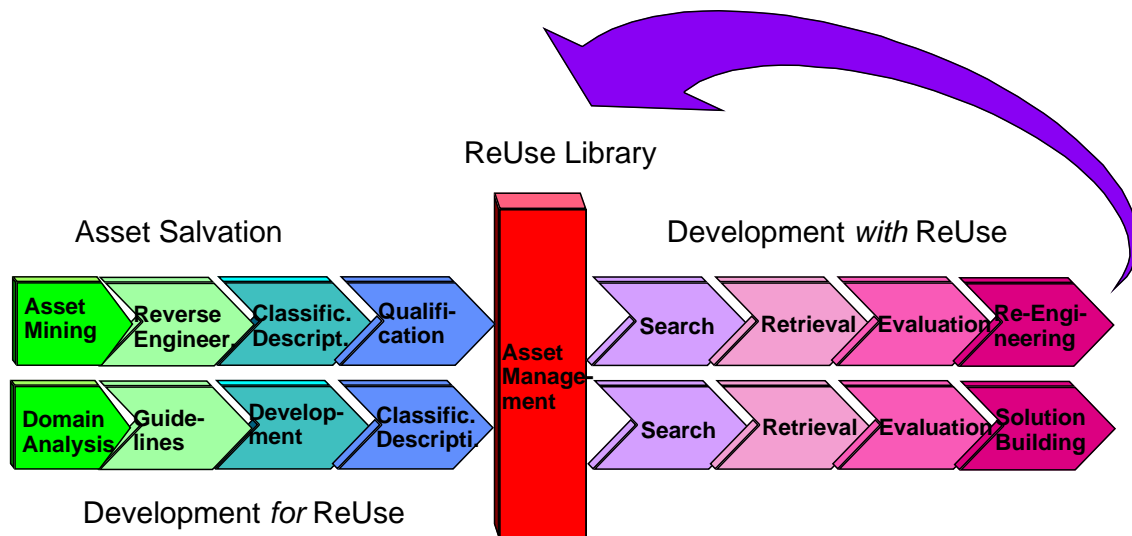 ReUse Library
Asset Salvation
Development with ReUse
Asset
Mining
Reverse
Engineer.
Classific.
Descript.
Qualifi-
cation
Asset
Manage-
ment
Search
Retrieval
Evaluation
Re-Engi-
neering
Domain
Analysis
Guide-
lines
Develop-
ment
Classific.
Descripti.
Search
Retrieval
Evaluation
Solution
Building
Development for ReUse